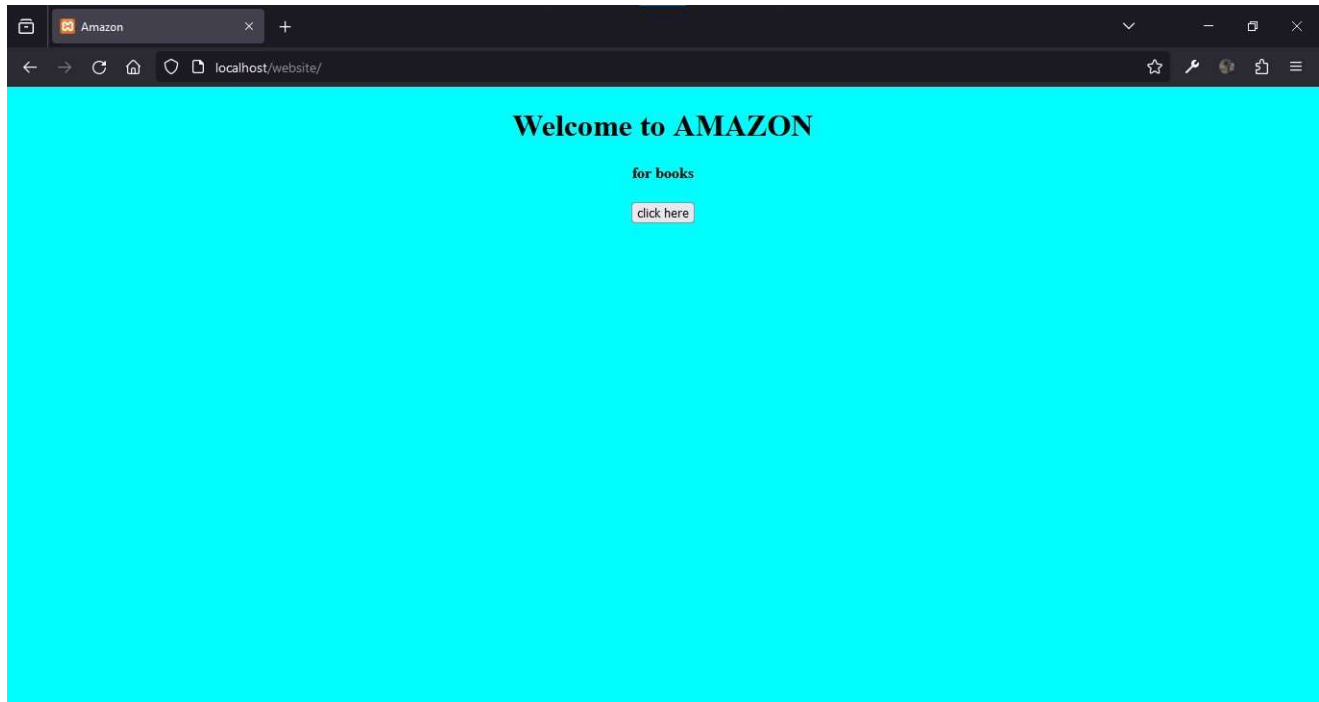 Amazon
localhost/website/
Welcome to AMAZON
for books
click here